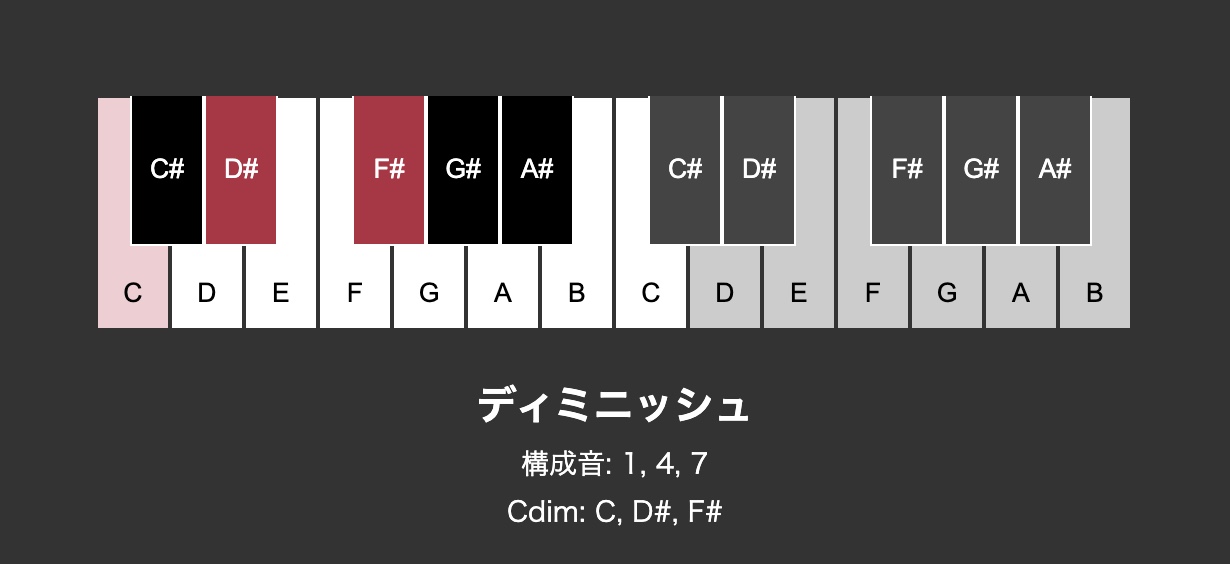 C# D# F# G# A# C# D# F# G# A#
C D E F G A B C D E F G A B
ディミニッシュ
構成音: 1, 4, 7
Cdim: C, D#, F#